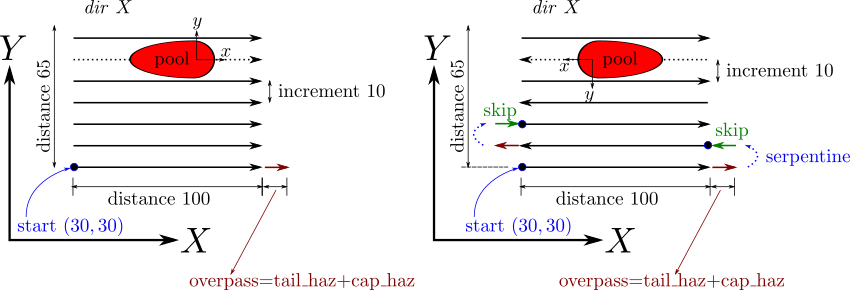 dir X
Y
y
x
pool
distance 65
increment 10
distance 100
start (30, 30)
X
overpass=tail_haz+cap_haz
dir X
Y
x
pool
y
distance 65
increment 10
skip
skip
serpentine
distance 100
start (30, 30)
X
overpass=tail_haz+cap_haz